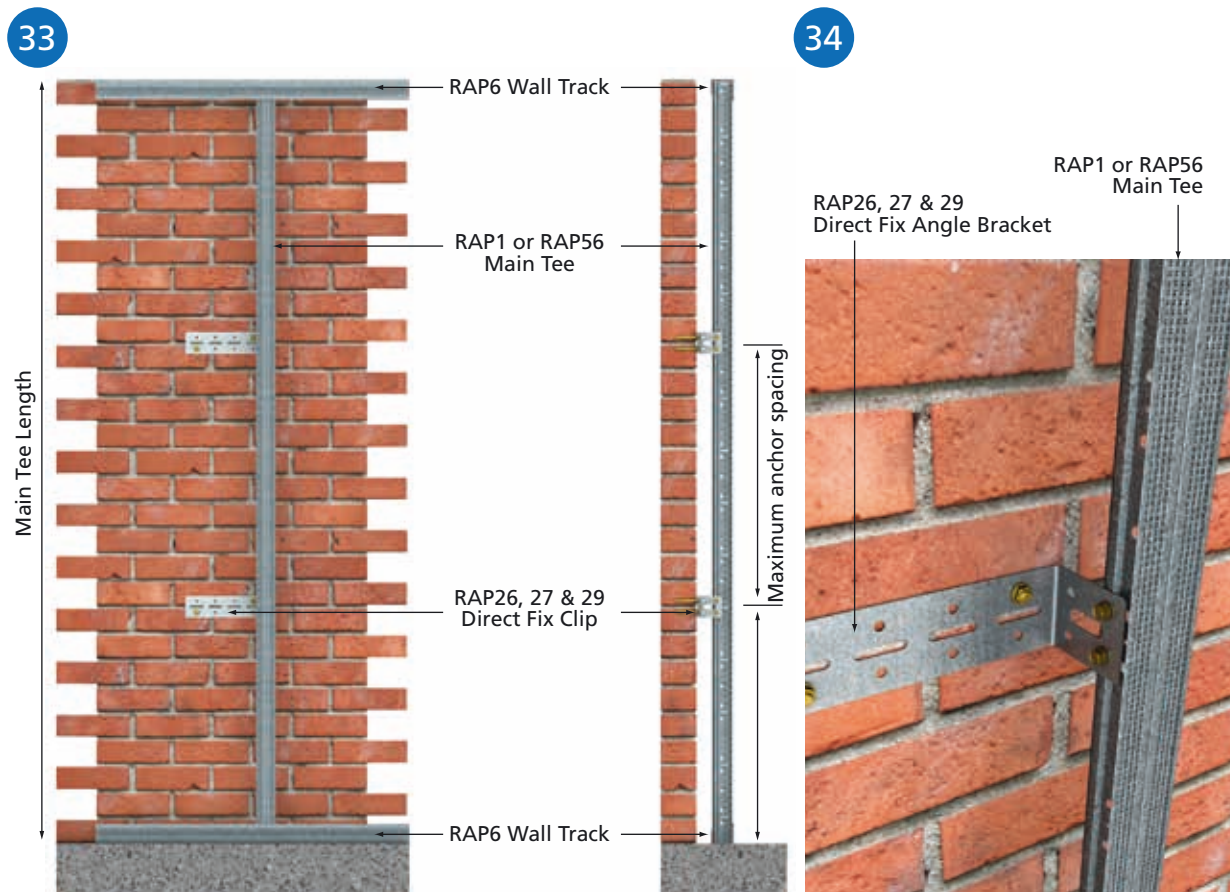 33
RAP6 Wall Track
RAP1 or RAP56
Main Tee
Main Tee Length
Maximum anchor spacing
RAP26, 27 & 29
Direct Fix Clip
RAP6 Wall Track
34
RAP1 or RAP56
Main Tee
RAP26, 27 & 29
Direct Fix Angle Bracket